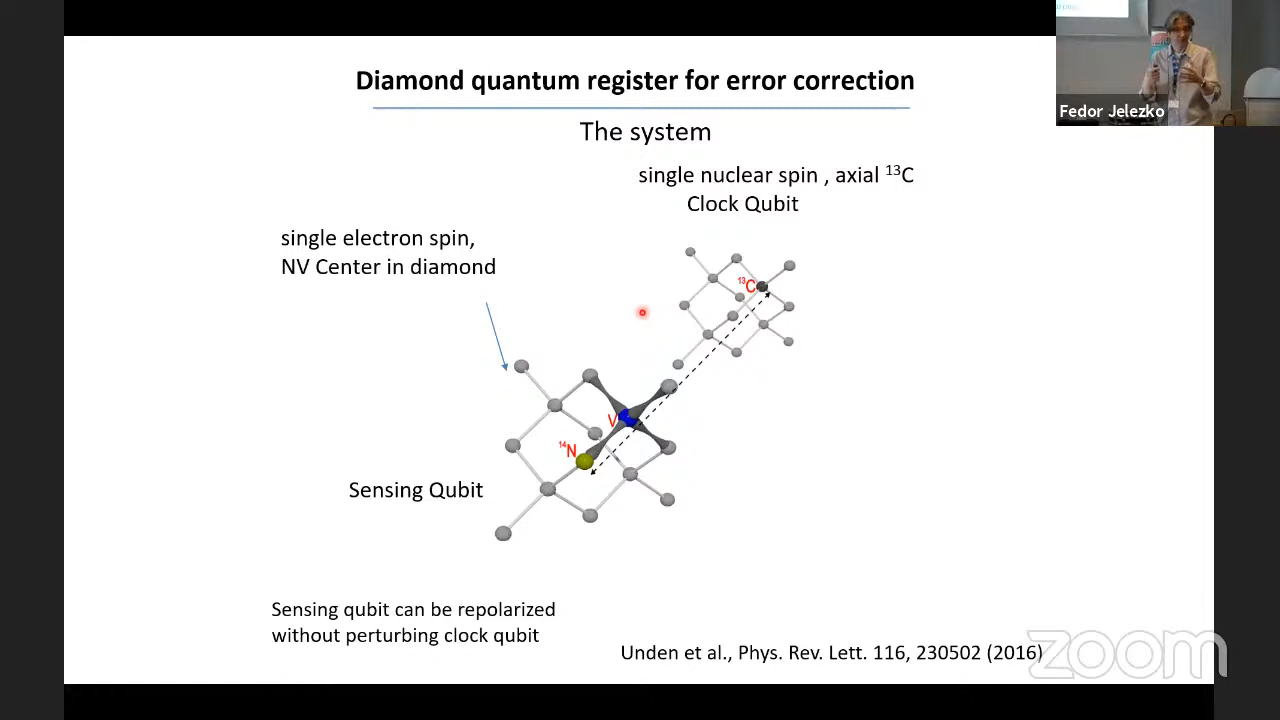 Diamond quantum register for error correction
The system
single nuclear spin , axial ¹³C
Clock Qubit
single electron spin,
NV Center in diamond
¹³C
V
¹⁴N
Sensing Qubit
Sensing qubit can be repolarized
without perturbing clock qubit
Unden et al., Phys. Rev. Lett. 116, 230502 (2016)
Fedor Jelezko
zoom